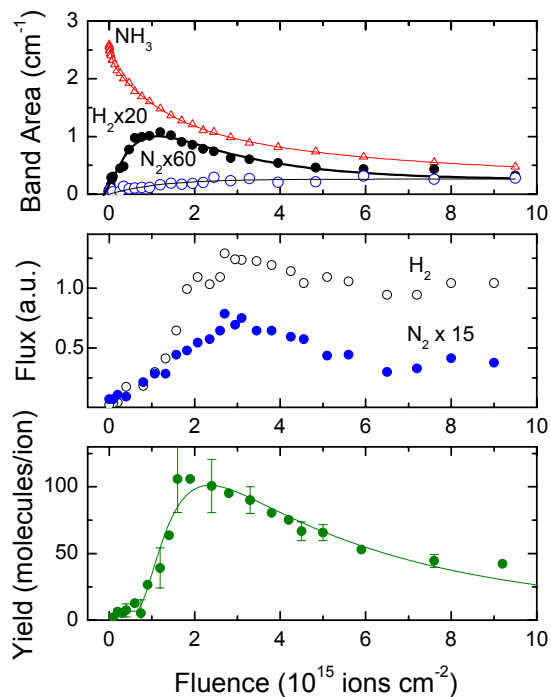 Band Area (cm⁻¹)
3
2
1
0
NH₃
H₂x20
N₂x60
0 2 4 6 8 10
Flux (a.u.)
1.0
0.5
H₂
N₂ x 15
Yield (molecules/ion)
100
50
0
0 2 4 6 8 10
Fluence (10¹⁵ ions cm⁻²)